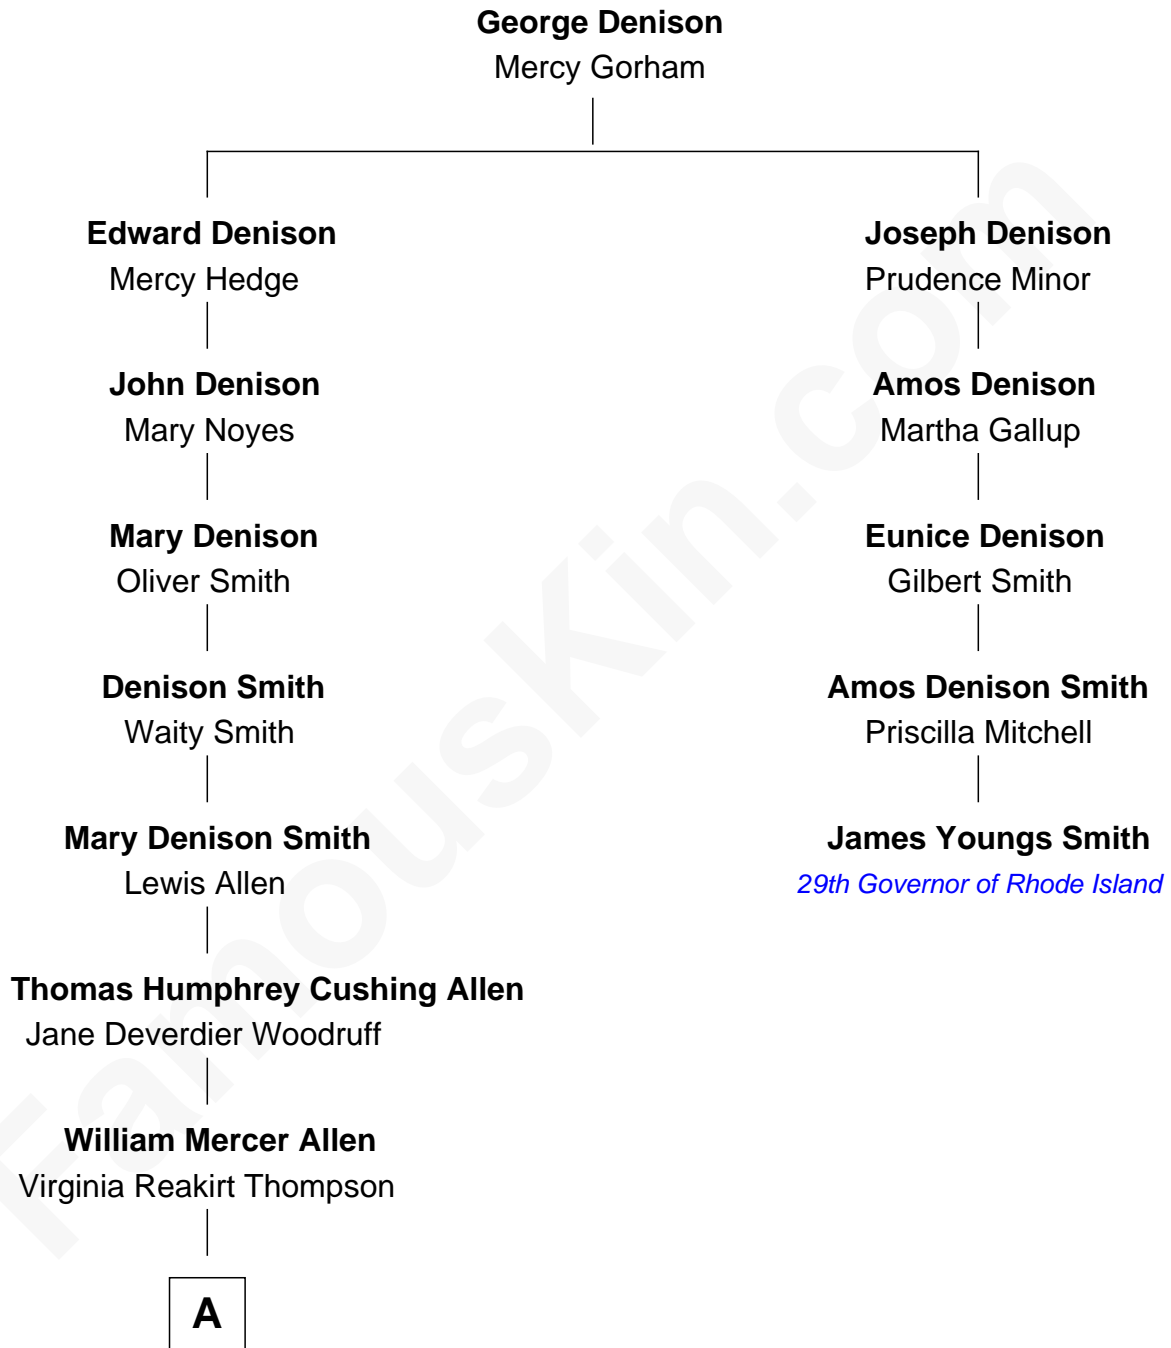 George Denison
Mercy Gorham
Edward Denison
Mercy Hedge
Joseph Denison
Prudence Minor
John Denison
Mary Noyes
Amos Denison
Martha Gallup
Mary Denison
Oliver Smith
Eunice Denison
Gilbert Smith
Denison Smith
Waity Smith
Amos Denison Smith
Priscilla Mitchell
Mary Denison Smith
Lewis Allen
James Youngs Smith
29th Governor of Rhode Island
Thomas Humphrey Cushing Allen
Jane Deverdier Woodruff
William Mercer Allen
Virginia Reakirt Thompson
A
FamousKin.com